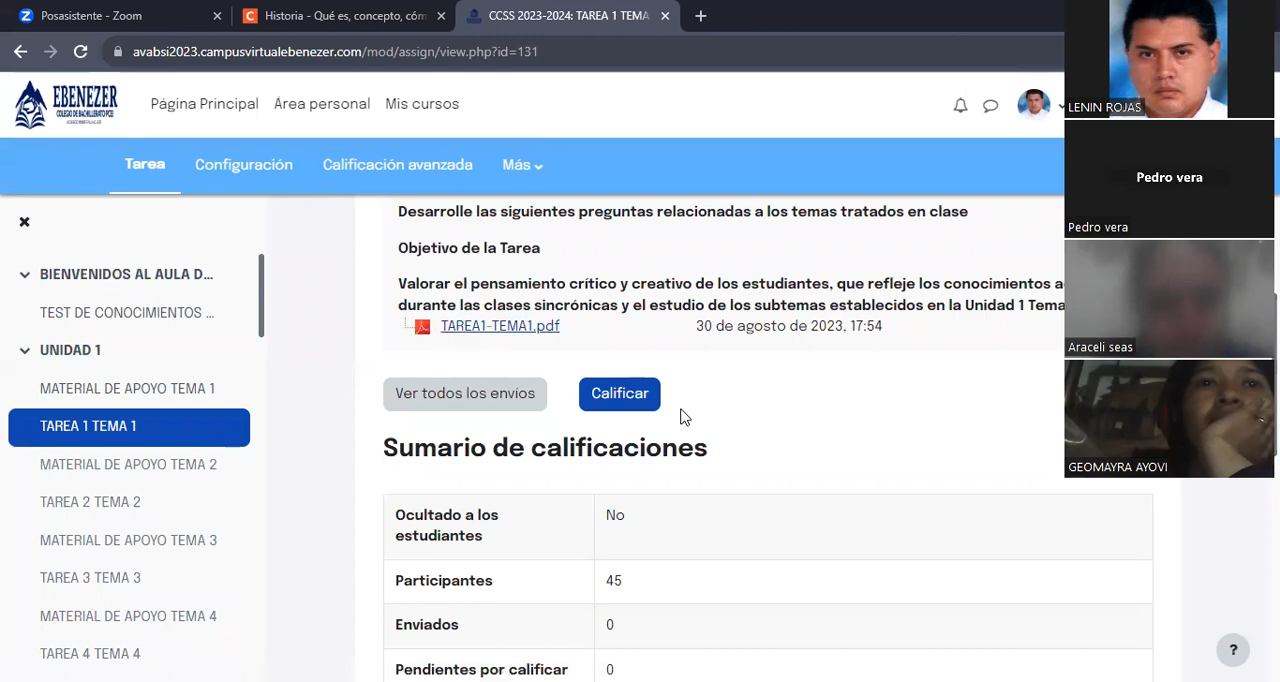 Posasistente - Zoom
Historia - Qué es, concepto, cóm
CCSS 2023-2024: TAREA 1 TEMA
avabsi2023.campusvirtualebenezer.com/mod/assign/view.php?id=131
EBENEZER
COLEGIO DE BACHILLERATO PCEI
Página Principal
Área personal
Mis cursos
LENIN ROJAS
Tarea
Configuración
Calificación avanzada
Más
Pedro vera
Pedro vera
Araceli seas
GEOMAYRA AYOVI
BIENVENIDOS AL AULA D...
TEST DE CONOCIMIENTOS ...
UNIDAD 1
MATERIAL DE APOYO TEMA 1
TAREA 1 TEMA 1
MATERIAL DE APOYO TEMA 2
TAREA 2 TEMA 2
MATERIAL DE APOYO TEMA 3
TAREA 3 TEMA 3
MATERIAL DE APOYO TEMA 4
TAREA 4 TEMA 4
Desarrolle las siguientes preguntas relacionadas a los temas tratados en clase
Objetivo de la Tarea
Valorar el pensamiento crítico y creativo de los estudiantes, que refleje los conocimientos a
durante las clases sincrónicas y el estudio de los subtemas establecidos en la Unidad 1 Tema
TAREA1-TEMA1.pdf 30 de agosto de 2023, 17:54
Ver todos los envíos
Calificar
Sumario de calificaciones
Ocultado a los estudiantes No
Participantes 45
Enviados 0
Pendientes por calificar 0
?